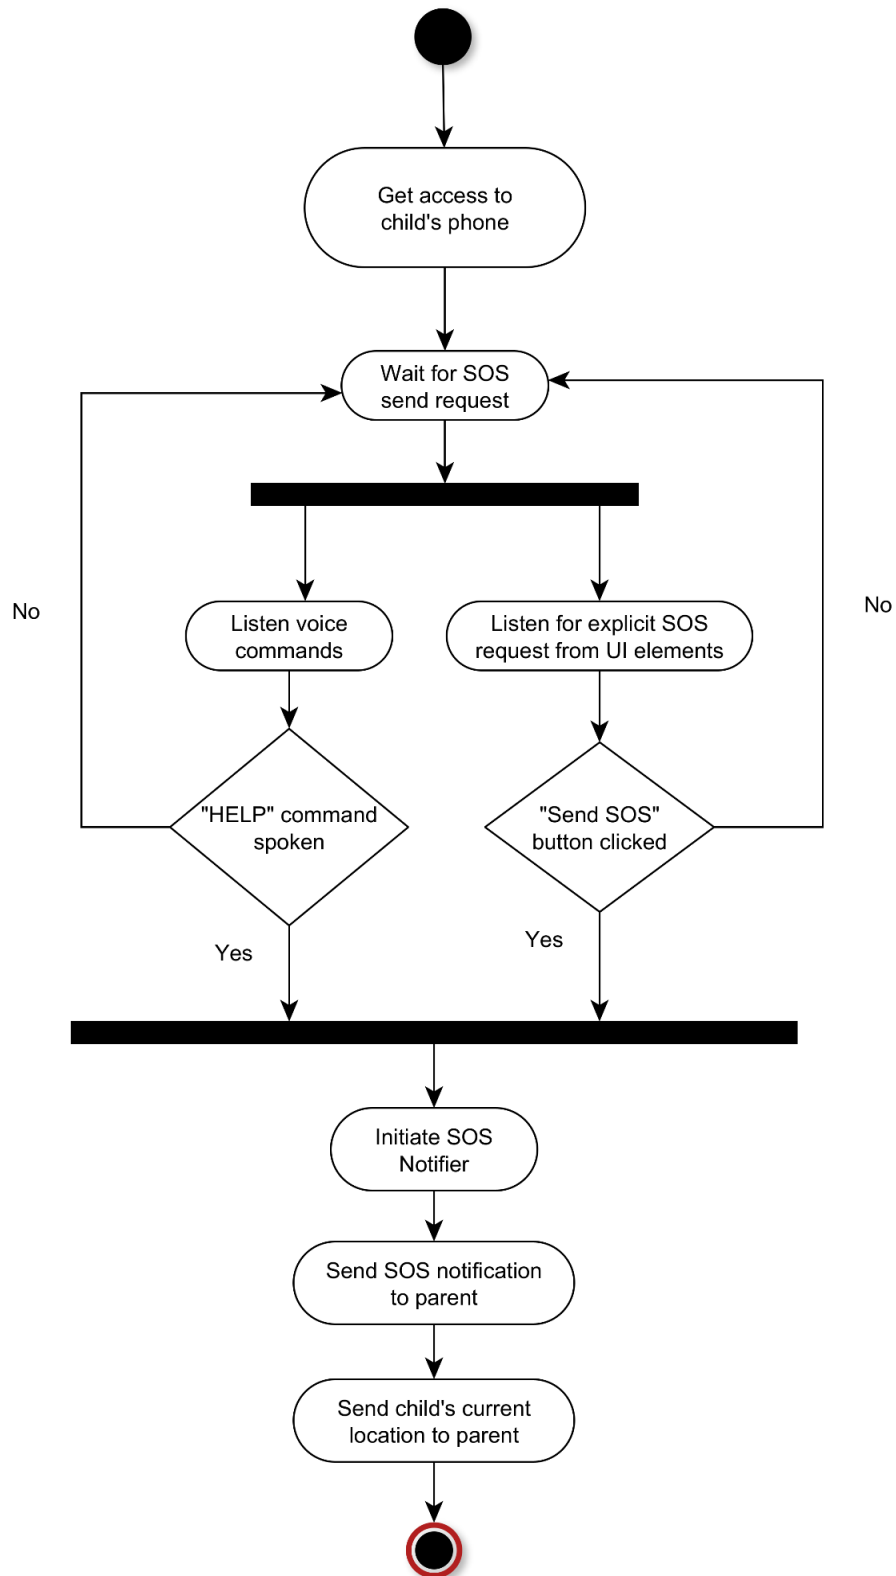 Get access to
child's phone
Wait for SOS
send request
No
No
Listen voice
commands
Listen for explicit SOS
request from UI elements
"HELP" command
spoken
"Send SOS"
button clicked
Yes
Yes
Initiate SOS
Notifier
Send SOS notification
to parent
Send child's current
location to parent